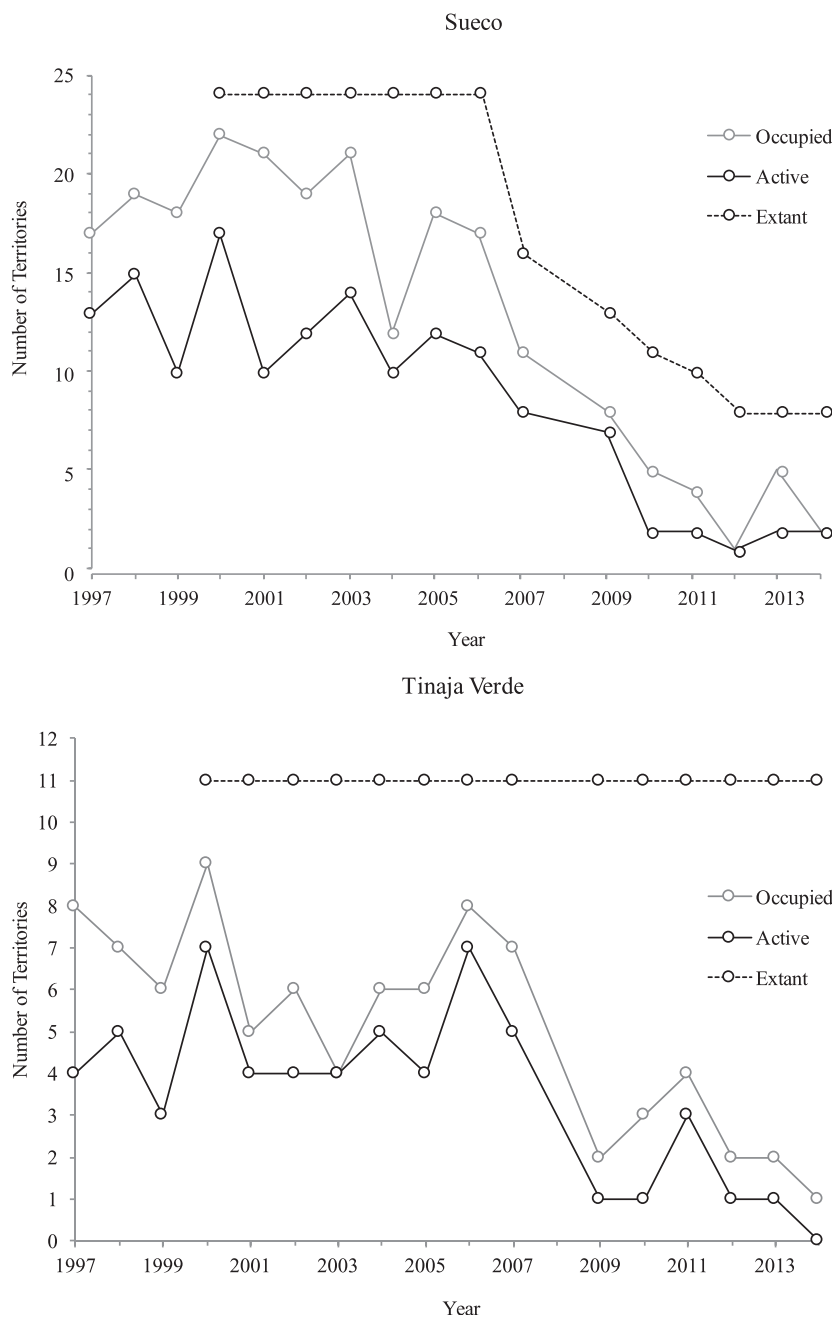 Sueco
25
20
15
10
5
0
Number of Territories
Occupied
Active
Extant
1997 1999 2001 2003 2005 2007 2009 2011 2013
Year
Tinaja Verde
12
11
10
9
8
7
6
5
4
3
2
1
0
Number of Territories
Occupied
Active
Extant
1997 1999 2001 2003 2005 2007 2009 2011 2013
Year